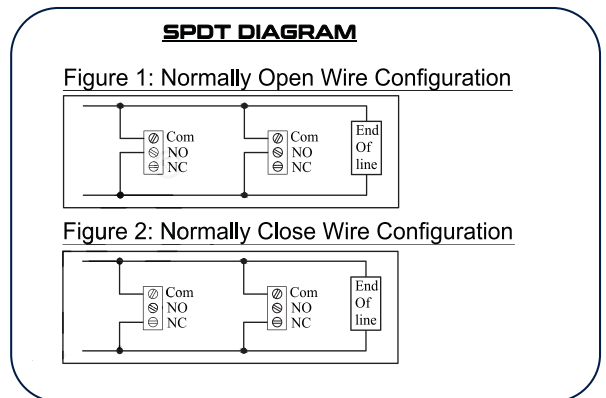 SPDT DIAGRAM
Figure 1: Normally Open Wire Configuration
Com
NO
NC
Com
NO
NC
End
Of
line
Figure 2: Normally Close Wire Configuration
Com
NO
NC
Com
NO
NC
End
Of
line